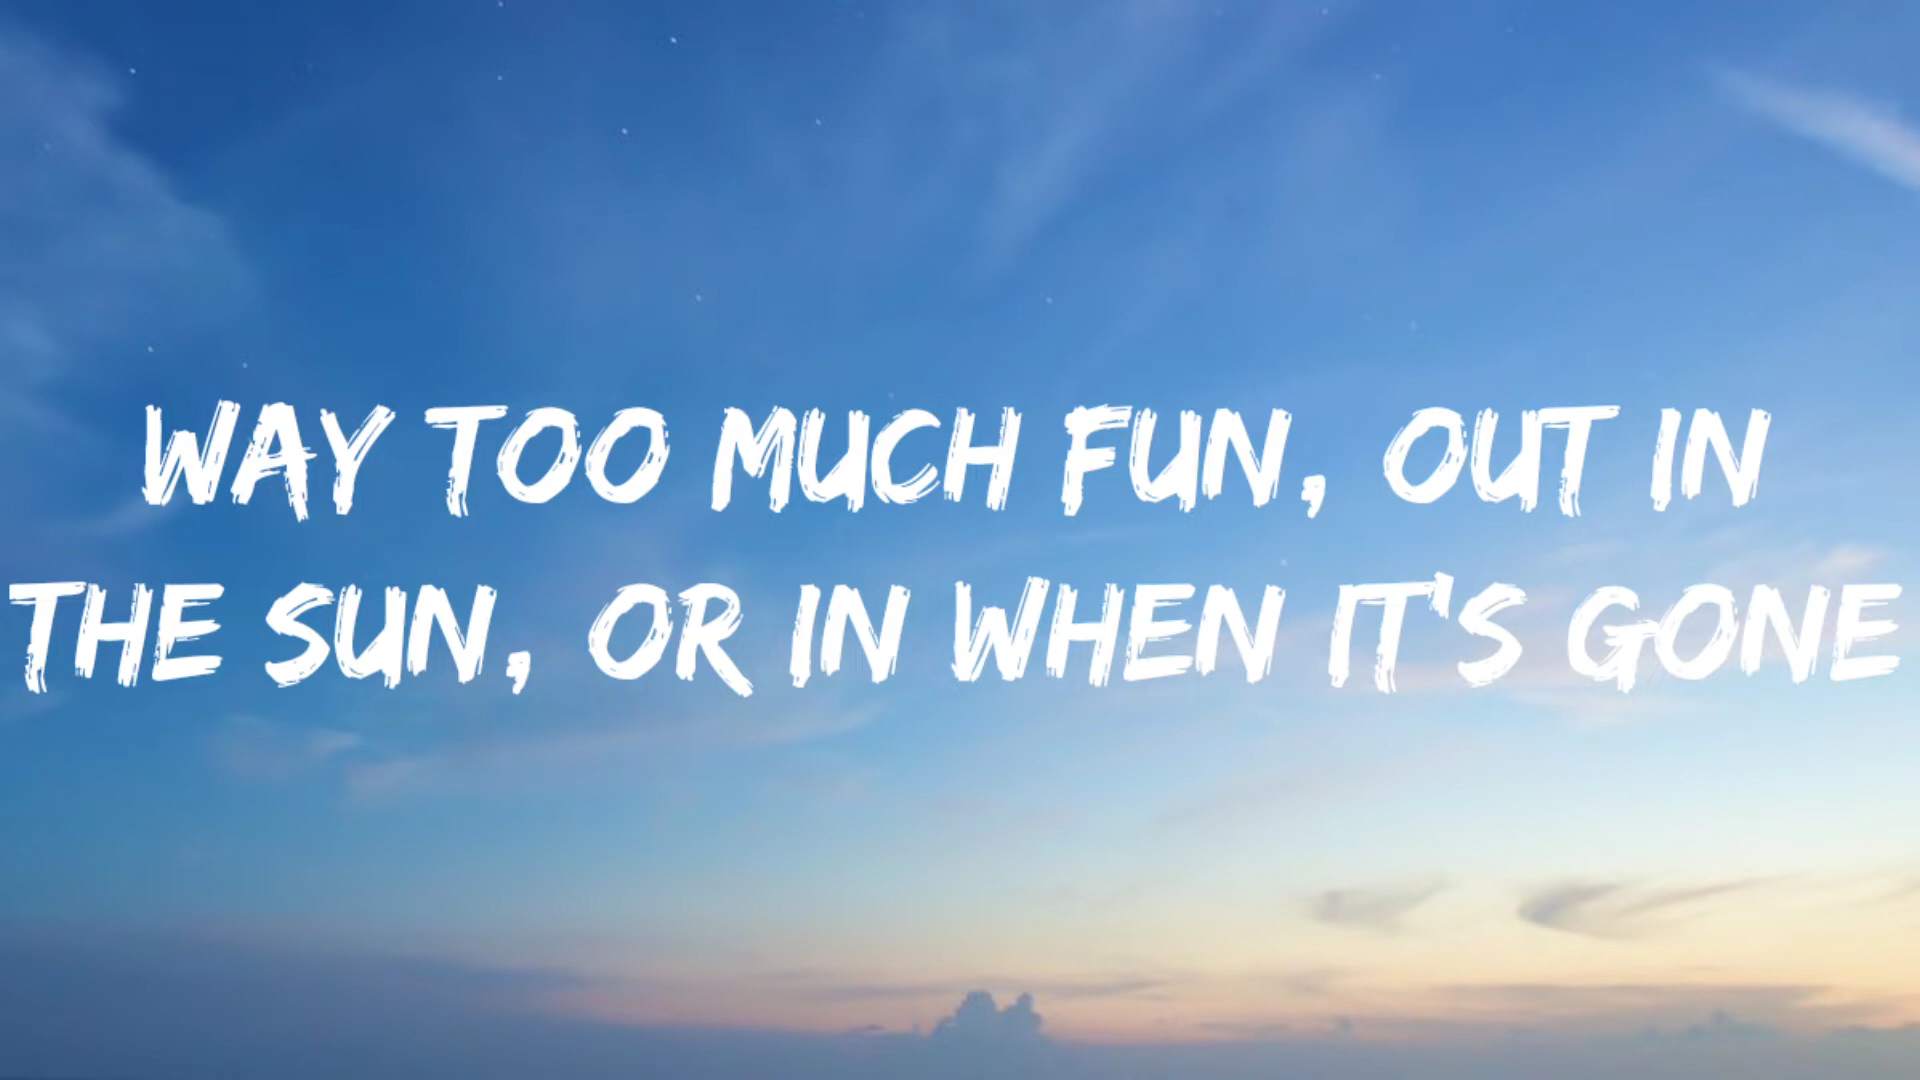 WAY TOO MUCH FUN, OUT IN
THE SUN, OR IN WHEN IT'S GONE